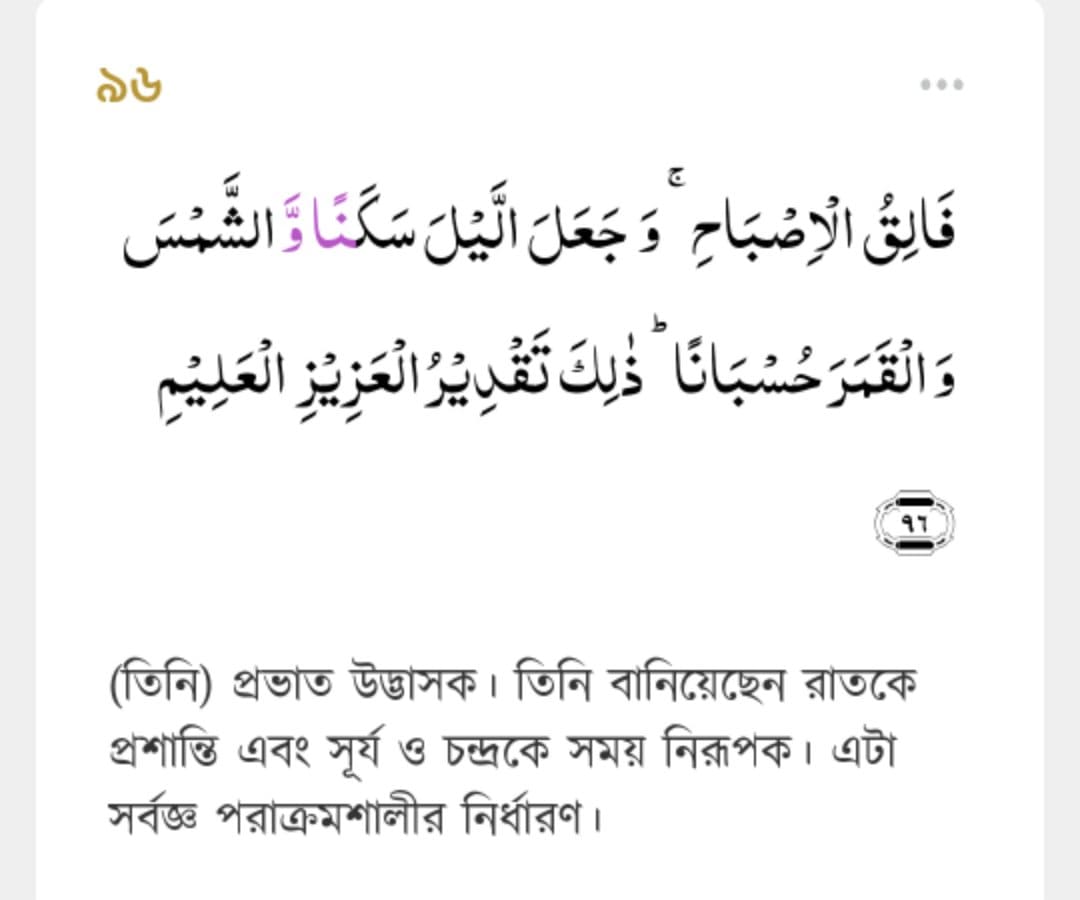 ৯৬
فَالِقُ الْاِصْبَاحِ ۚ وَ جَعَلَ الَّیْلَ سَكَنًا وَّ الشَّمْسَ
وَ الْقَمَرَ حُسْبَانًا ؕ ذٰلِكَ تَقْدِیْرُ الْعَزِیْزِ الْعَلِیْمِ
٩٦
(তিনি) প্রভাত উদ্ভাসক। তিনি বানিয়েছেন রাতকে
প্রশান্তি এবং সূর্য ও চন্দ্রকে সময় নিরূপক। এটা
সর্বজ্ঞ পরাক্রমশালীর নির্ধারণ।